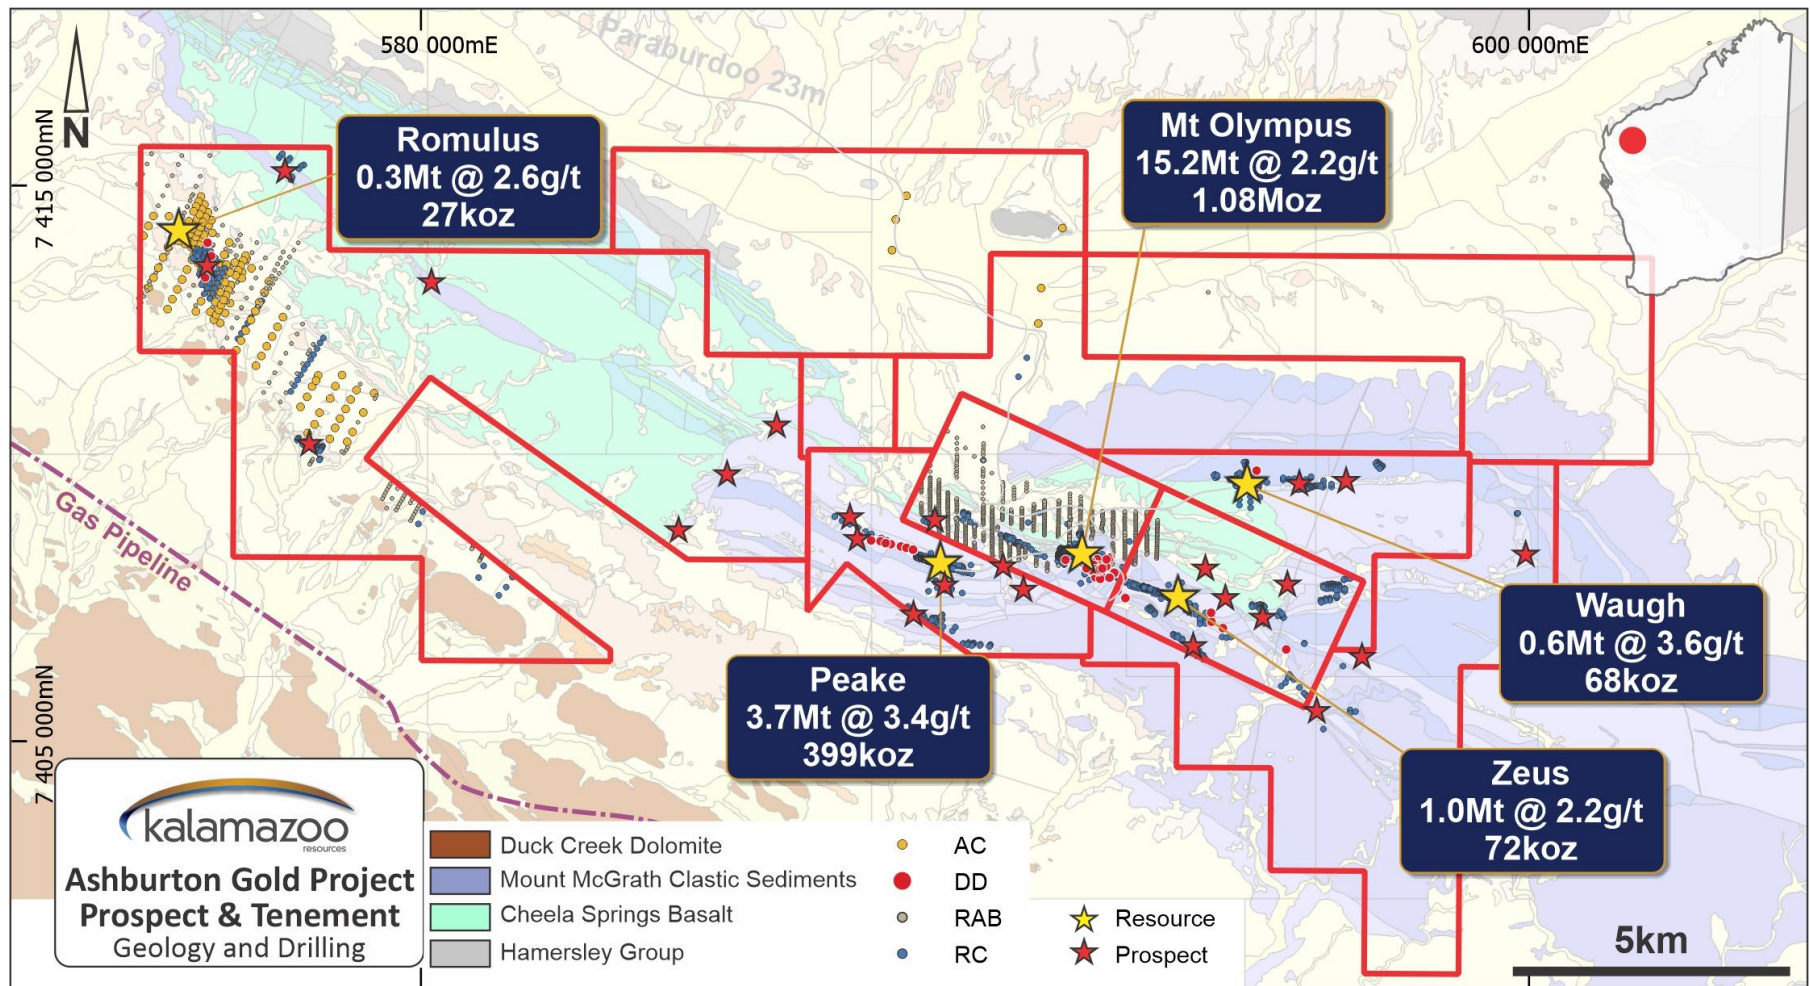 580 000mE
600 000mE
Paraburdoo 23m
N
7 415 000mN
Romulus
0.3Mt @ 2.6g/t
27koz
Mt Olympus
15.2Mt @ 2.2g/t
1.08Moz
Gas Pipeline
Waugh
0.6Mt @ 3.6g/t
68koz
Peake
3.7Mt @ 3.4g/t
399koz
Zeus
1.0Mt @ 2.2g/t
72koz
7 405 000mN
kalamazoo
resources
Ashburton Gold Project
Prospect & Tenement
Geology and Drilling
Duck Creek Dolomite
Mount McGrath Clastic Sediments
Cheela Springs Basalt
Hamersley Group
AC
DD
RAB
RC
Resource
Prospect
5km